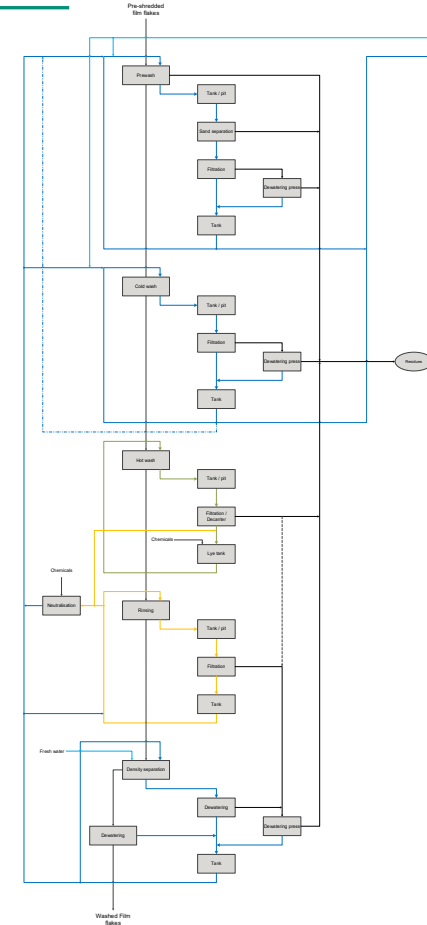 Pre-shredded
film flakes
Prewash
Tank / pit
Sand separation
Filtration
Dewatering press
Tank
Cold wash
Tank / pit
Filtration
Dewatering press
Residues
Tank
Hot wash
Tank / pit
Filtration /
Decanter
Chemicals
Lye tank
Chemicals
Neutralisation
Rinsing
Tank / pit
Filtration
Tank
Fresh water
Density separation
Dewatering
Dewatering press
Dewatering
Tank
Washed Film
flakes